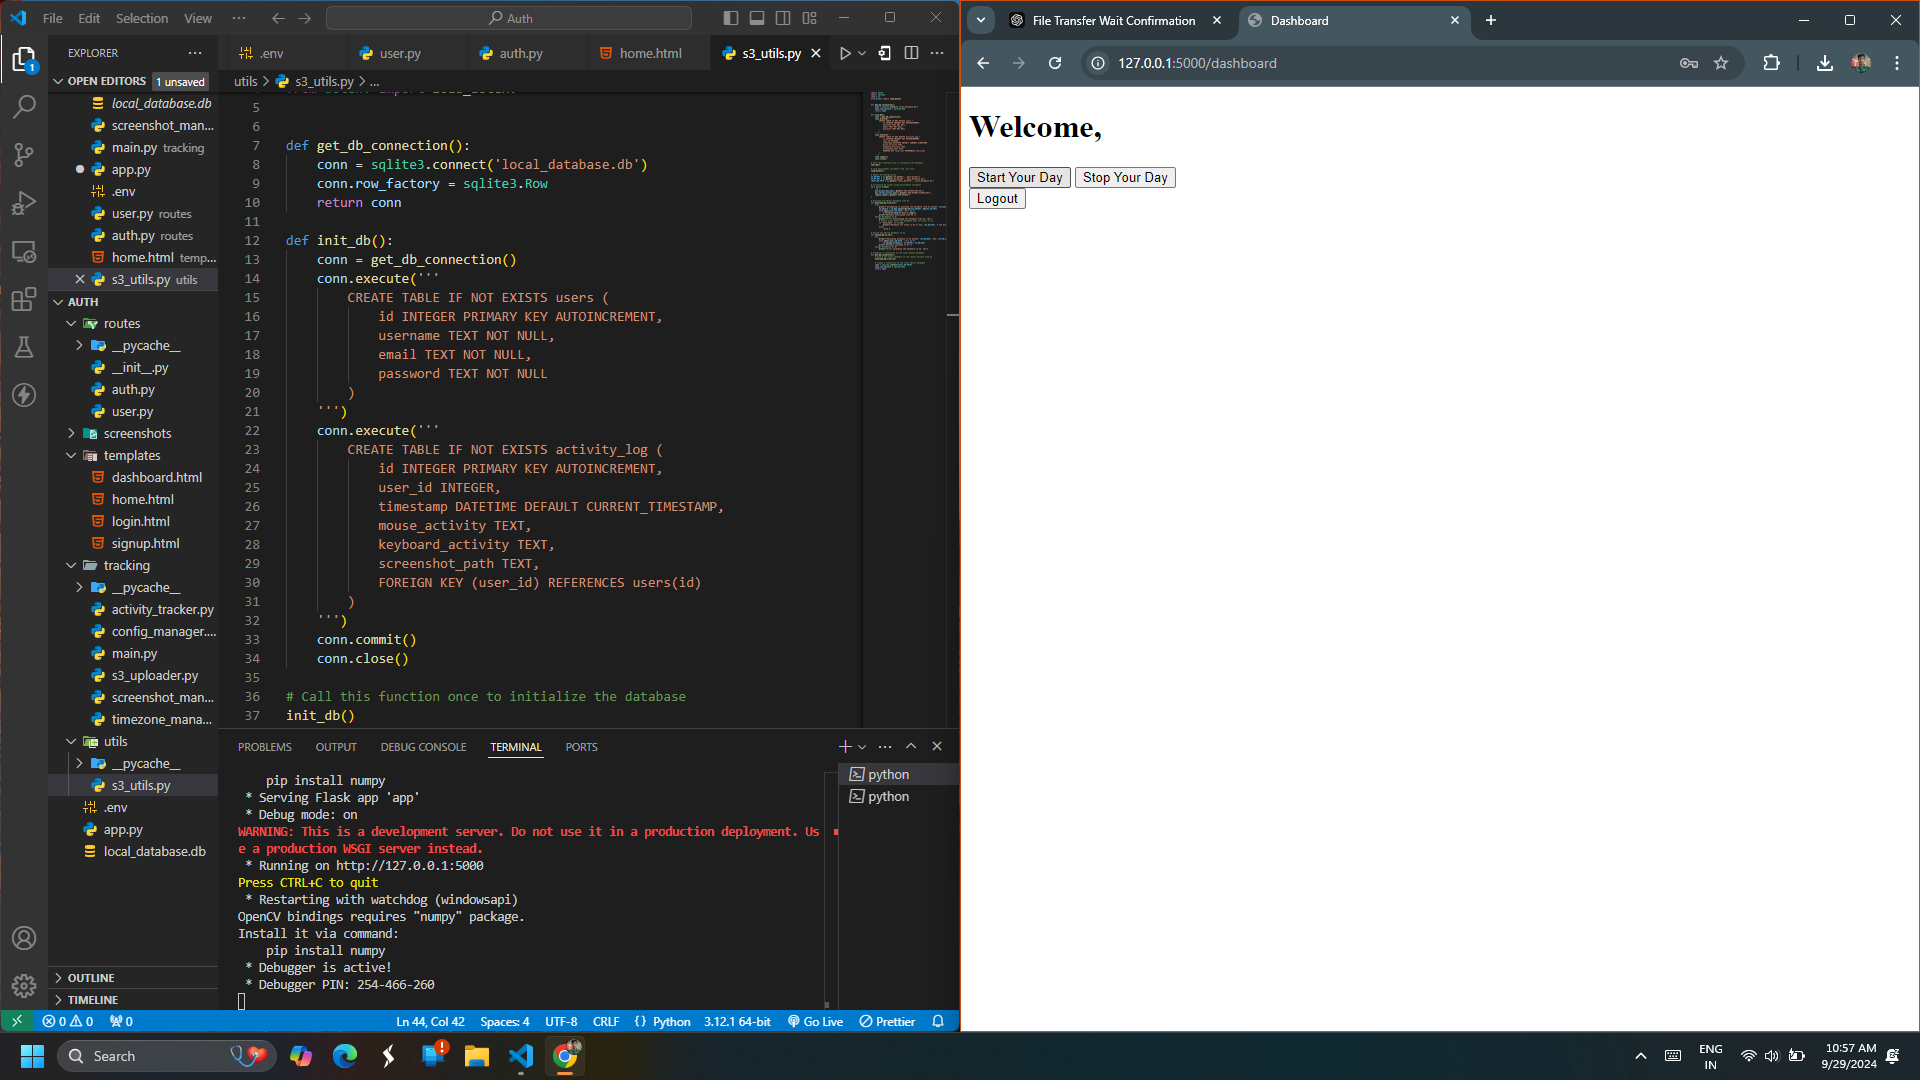 File Edit Selection View ··· Auth
EXPLORER ···
OPEN EDITORS 1 unsaved
local_database.db
screenshot_man...
main.py tracking
app.py
.env
user.py routes
auth.py routes
home.html temp...
s3_utils.py utils
AUTH
routes
__pycache__
__init__.py
auth.py
user.py
screenshots
templates
dashboard.html
home.html
login.html
signup.html
tracking
__pycache__
activity_tracker.py
config_manager....
main.py
s3_uploader.py
screenshot_man...
timezone_mana...
utils
__pycache__
s3_utils.py
.env
app.py
local_database.db
OUTLINE
TIMELINE
1
.env user.py auth.py home.html s3_utils.py
utils > s3_utils.py > ...
5
6
7 def get_db_connection():
8 conn = sqlite3.connect('local_database.db')
9 conn.row_factory = sqlite3.Row
10 return conn
11
12 def init_db():
13 conn = get_db_connection()
14 conn.execute('''
15 CREATE TABLE IF NOT EXISTS users (
16 id INTEGER PRIMARY KEY AUTOINCREMENT,
17 username TEXT NOT NULL,
18 email TEXT NOT NULL,
19 password TEXT NOT NULL
20 )
21 ''')
22 conn.execute('''
23 CREATE TABLE IF NOT EXISTS activity_log (
24 id INTEGER PRIMARY KEY AUTOINCREMENT,
25 user_id INTEGER,
26 timestamp DATETIME DEFAULT CURRENT_TIMESTAMP,
27 mouse_activity TEXT,
28 keyboard_activity TEXT,
29 screenshot_path TEXT,
30 FOREIGN KEY (user_id) REFERENCES users(id)
31 )
32 ''')
33 conn.commit()
34 conn.close()
35
36 # Call this function once to initialize the database
37 init_db()
PROBLEMS OUTPUT DEBUG CONSOLE TERMINAL PORTS
pip install numpy
* Serving Flask app 'app'
* Debug mode: on
WARNING: This is a development server. Do not use it in a production deployment. Us
e a production WSGI server instead.
* Running on http://127.0.0.1:5000
Press CTRL+C to quit
* Restarting with watchdog (windowsapi)
OpenCV bindings requires "numpy" package.
Install it via command:
pip install numpy
* Debugger is active!
* Debugger PIN: 254-466-260
python
python
0 0 0 Ln 44, Col 42 Spaces: 4 UTF-8 CRLF {} Python 3.12.1 64-bit Go Live Prettier
File Transfer Wait Confirmation Dashboard
127.0.0.1:5000/dashboard
Welcome,
Start Your Day Stop Your Day
Logout
Search
ENG
IN
10:57 AM
9/29/2024